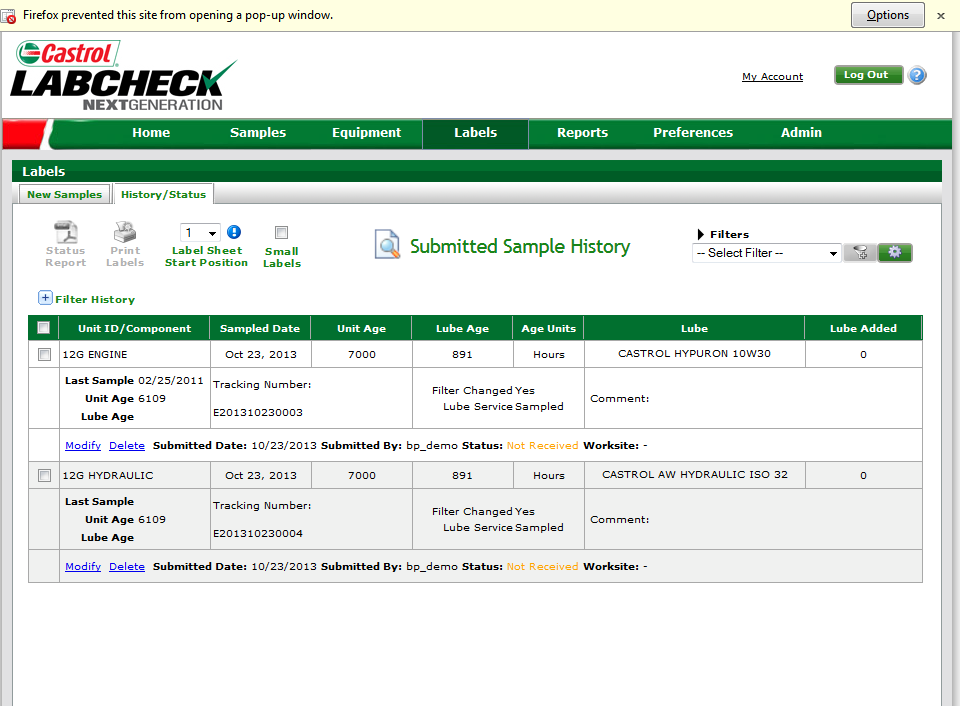 Firefox prevented this site from opening a pop-up window.
Options
×
Castrol
LABCHECK
NEXTGENERATION
My Account
Log Out
?
Home Samples Equipment Labels Reports Preferences Admin
Labels
New Samples History/Status
Status Report
Print Labels
1
Label Sheet Start Position
Small Labels
Submitted Sample History
Filters
-- Select Filter --
+ Filter History
Unit ID/Component Sampled Date Unit Age Lube Age Age Units Lube Lube Added
12G ENGINE Oct 23, 2013 7000 891 Hours CASTROL HYPURON 10W30 0
Last Sample 02/25/2011
Unit Age 6109
Lube Age
Tracking Number:
E201310230003
Filter Changed Yes
Lube Service Sampled
Comment:
Modify Delete Submitted Date: 10/23/2013 Submitted By: bp_demo Status: Not Received Worksite: -
12G HYDRAULIC Oct 23, 2013 7000 891 Hours CASTROL AW HYDRAULIC ISO 32 0
Last Sample
Unit Age 6109
Lube Age
Tracking Number:
E201310230004
Filter Changed Yes
Lube Service Sampled
Comment:
Modify Delete Submitted Date: 10/23/2013 Submitted By: bp_demo Status: Not Received Worksite: -